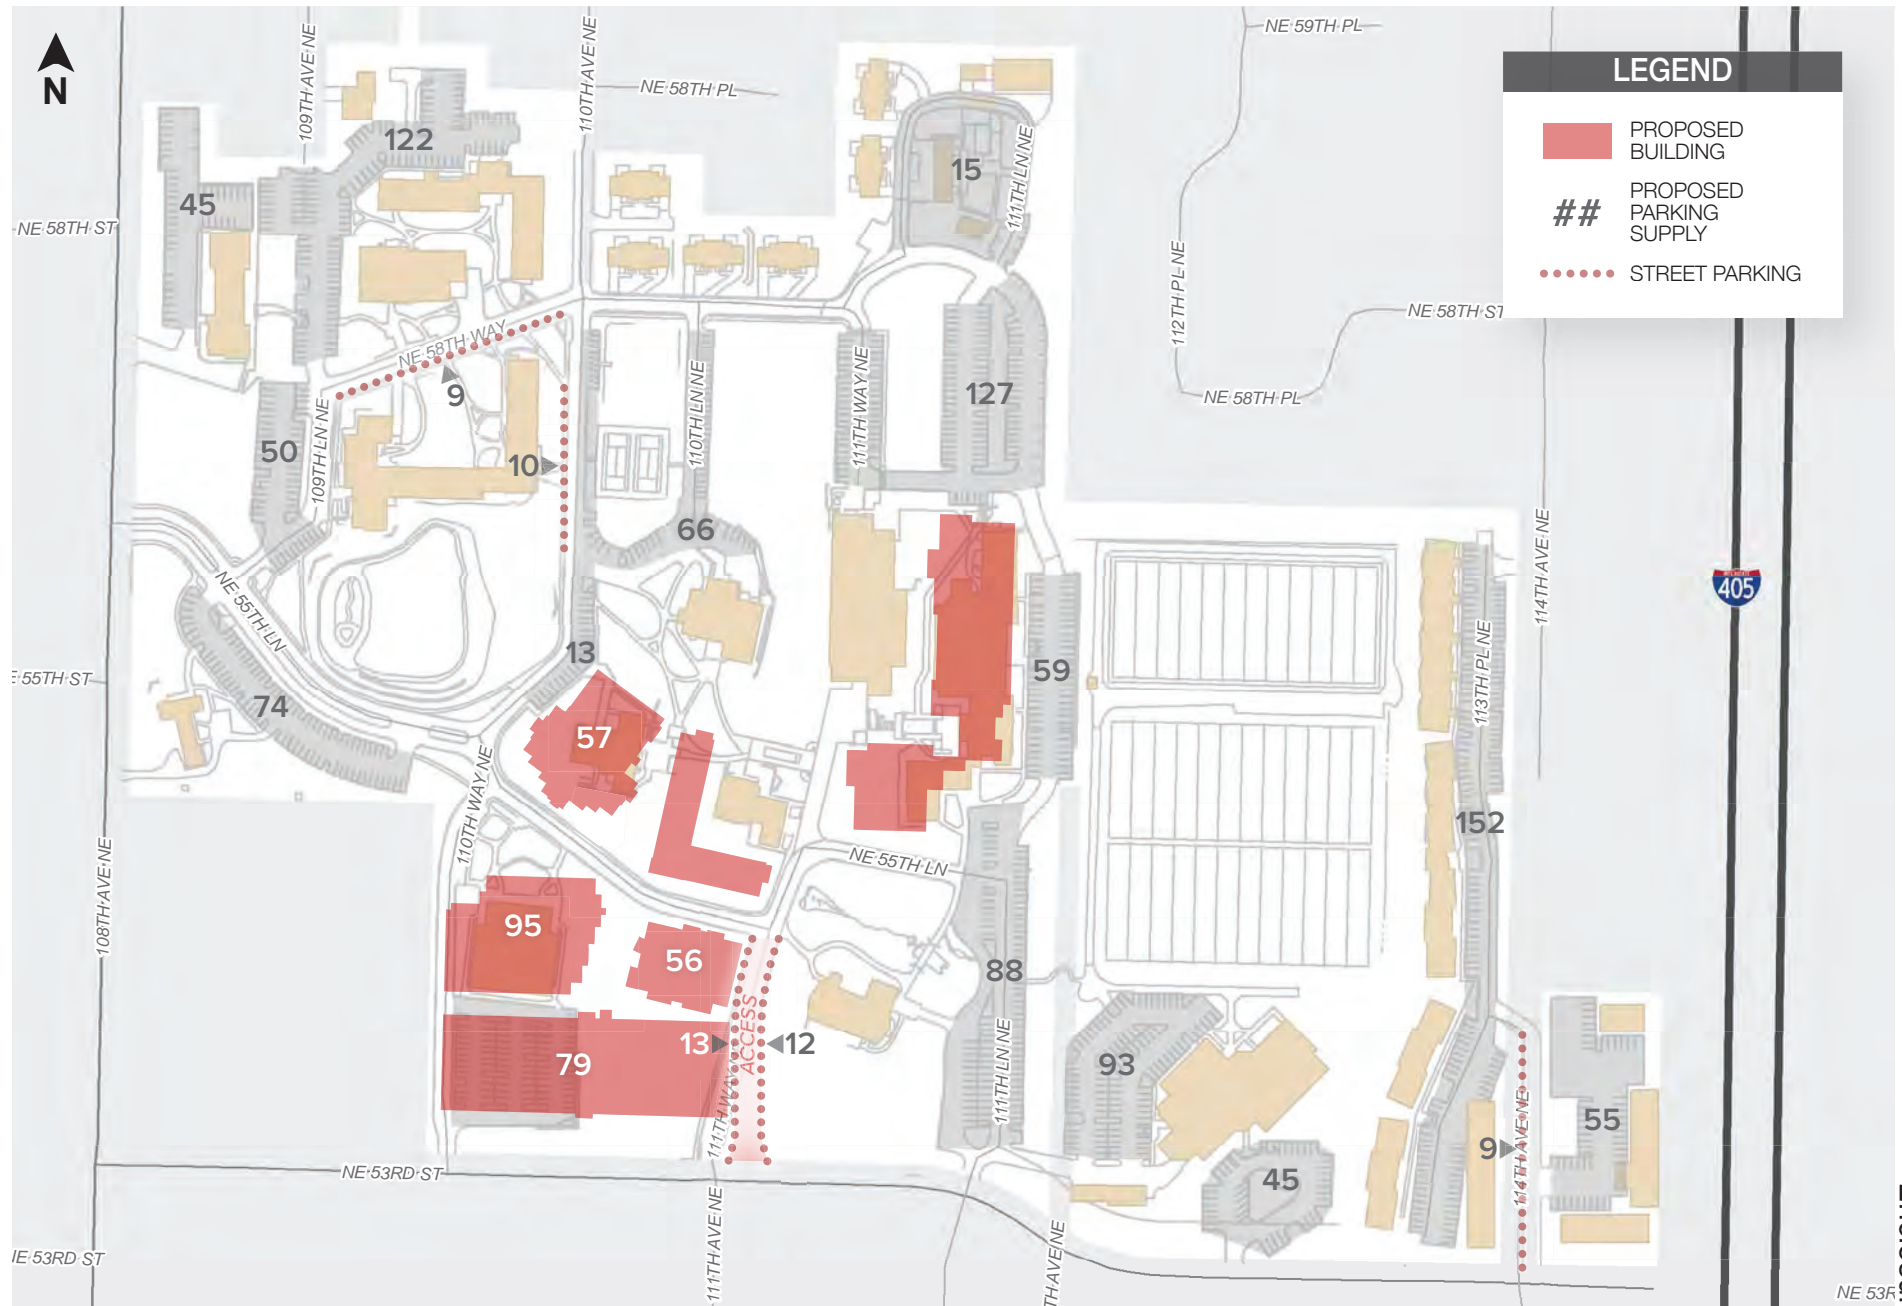 N
LEGEND
PROPOSED
BUILDING
##
PROPOSED
PARKING
SUPPLY
STREET PARKING
109TH AVE NE
110TH AVE NE
NE 58TH PL
NE 59TH PL
122
45
15
111TH LN NE
NE 58TH ST
112TH PL NE
NE 58TH ST
NE 58TH WAY
9
50
109TH LN NE
10
110TH LN NE
111TH WAY NE
127
NE 58TH PL
66
114TH AVE NE
405
NE 55TH LN
13
59
113TH PL NE
E 55TH ST
74
57
110TH WAY NE
152
108TH AVE NE
NE 55TH LN
95
56
88
ACCESS
13
12
111TH WAY
79
111TH LN NE
93
55
114TH AVE NE
9
45
NE 53RD ST
111TH AVE NE
TH AVE NE
IE 53RD ST
NE 53R